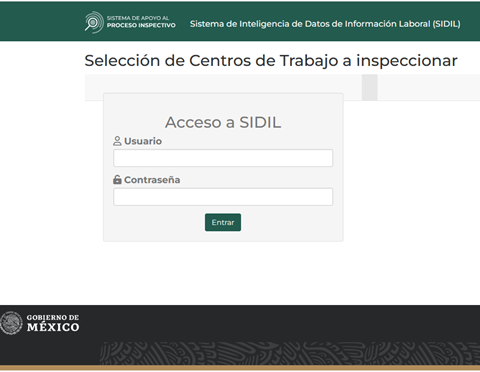 SISTEMA DE APOYO AL
PROCESO INSPECTIVO
Sistema de Inteligencia de Datos de Información Laboral (SIDIL)
Selección de Centros de Trabajo a inspeccionar
Acceso a SIDIL
Usuario
Contraseña
Entrar
GOBIERNO DE
MÉXICO